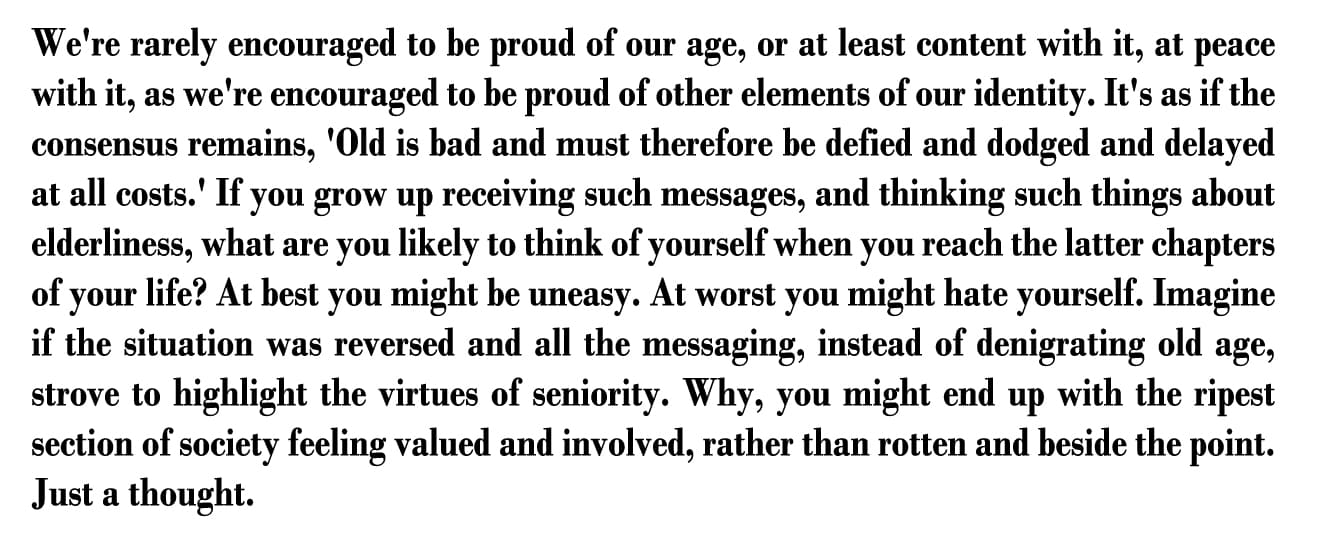 We're rarely encouraged to be proud of our age, or at least content with it, at peace
with it, as we're encouraged to be proud of other elements of our identity. It's as if the
consensus remains, 'Old is bad and must therefore be defied and dodged and delayed
at all costs.' If you grow up receiving such messages, and thinking such things about
elderliness, what are you likely to think of yourself when you reach the latter chapters
of your life? At best you might be uneasy. At worst you might hate yourself. Imagine
if the situation was reversed and all the messaging, instead of denigrating old age,
strove to highlight the virtues of seniority. Why, you might end up with the ripest
section of society feeling valued and involved, rather than rotten and beside the point.
Just a thought.